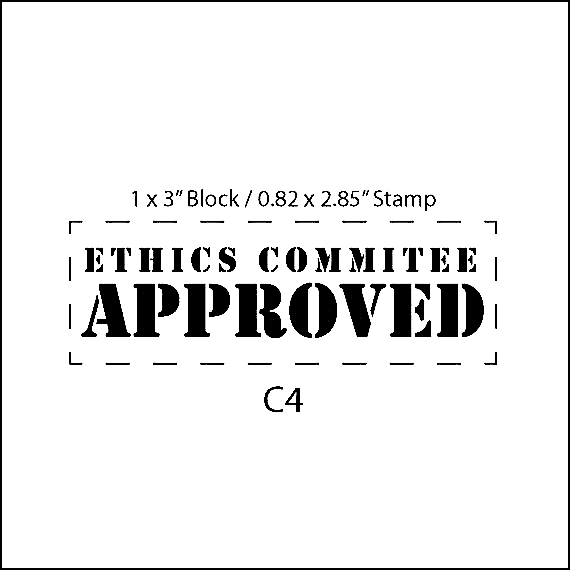 1 x 3” Block / 0.82 x 2.85” Stamp
ETHICS COMMITEE
APPROVED
C4